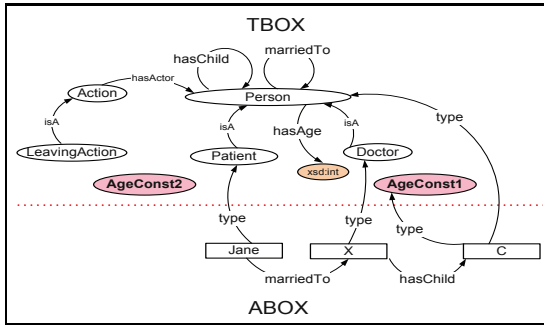 TBOX
hasChild
marriedTo
Action
hasActor
Person
type
isA
isA
hasAge
isA
LeavingAction
Patient
Doctor
xsd:int
AgeConst2
AgeConst1
type
type
type
Jane
X
C
marriedTo
hasChild
ABOX